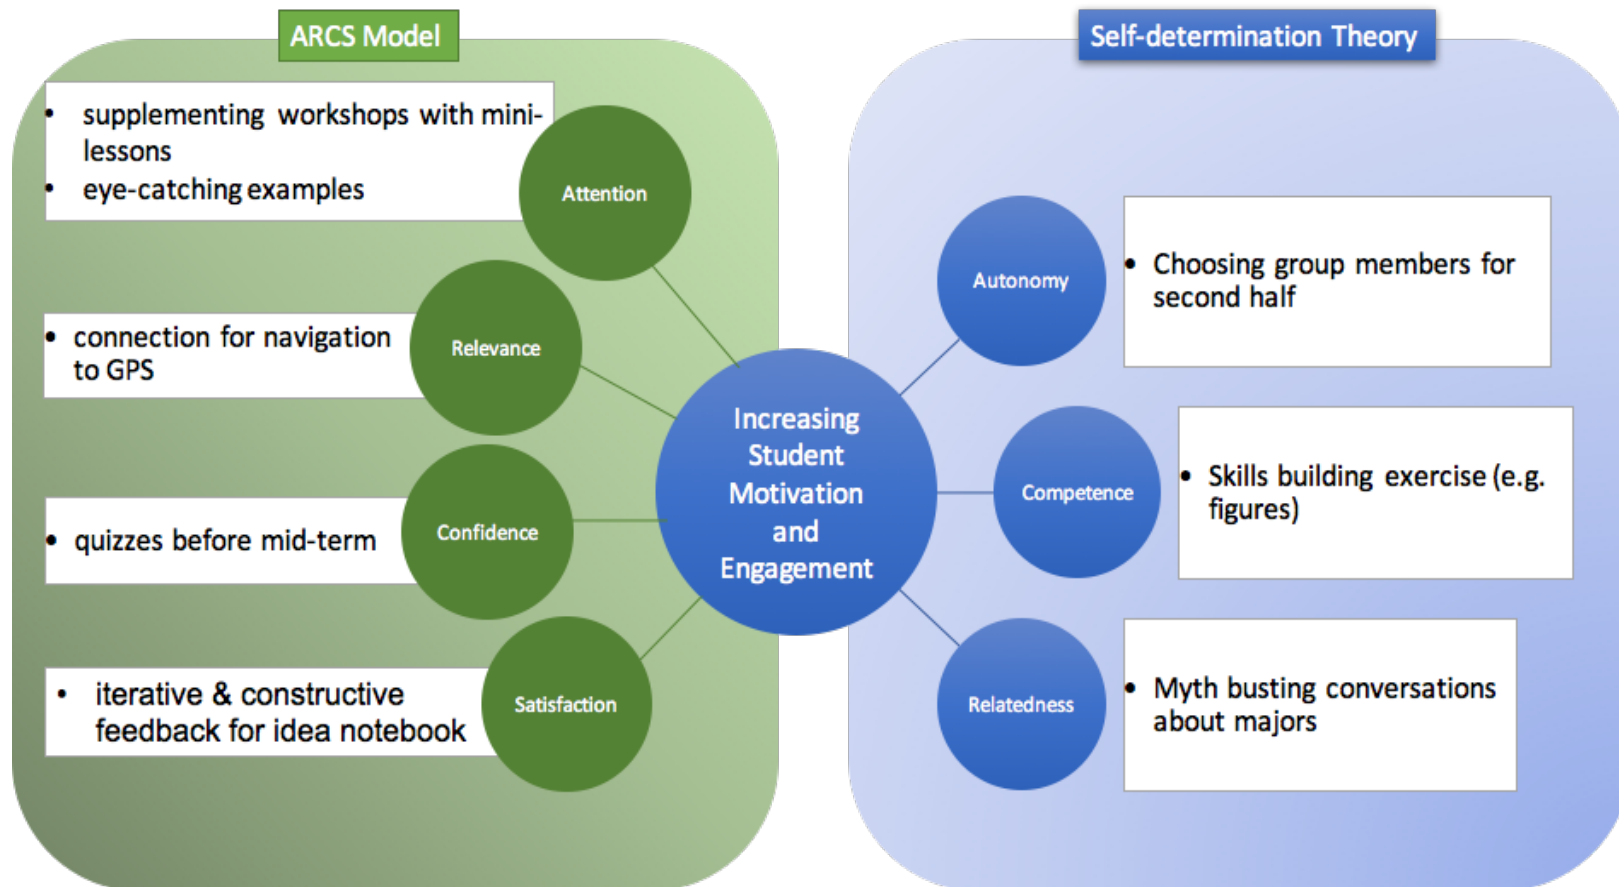 ARCS Model
• supplementing workshops with mini-
lessons
• eye-catching examples
Attention
• connection for navigation
to GPS
Relevance
• quizzes before mid-term
Confidence
• iterative & constructive
feedback for idea notebook
Satisfaction
Increasing
Student
Motivation
and
Engagement
Self-determination Theory
Autonomy
• Choosing group members for
second half
Competence
• Skills building exercise (e.g.
figures)
Relatedness
• Myth busting conversations
about majors